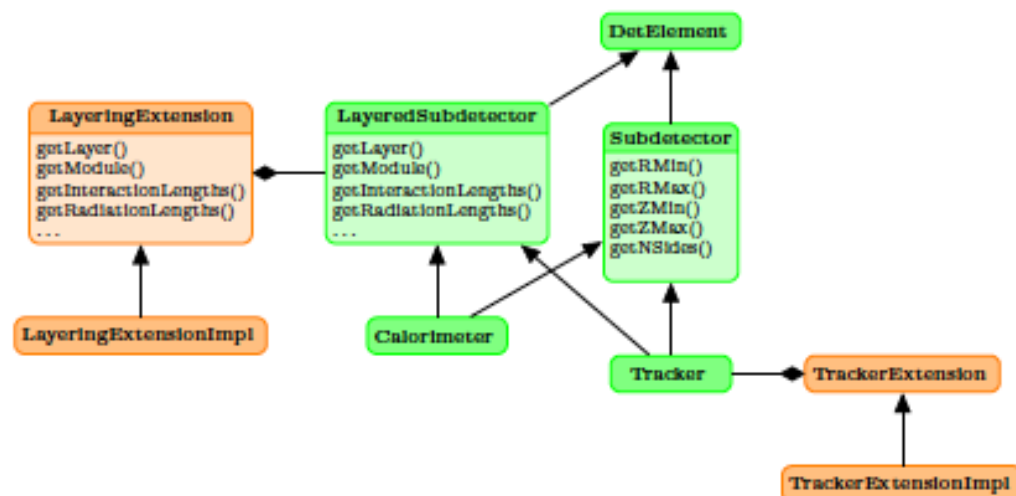 DetElement
LayeringExtension
getLayer()
getModule()
getInteractionLengths()
getRadiationLengths()
...
LayeredSubdetector
getLayer()
getModule()
getInteractionLengths()
getRadiationLengths()
...
Subdetector
getRMin()
getRMax()
getZMin()
getZMax()
getNSides()
LayeringExtensionImpl
Calorimeter
Tracker
TrackerExtension
TrackerExtensionImpl